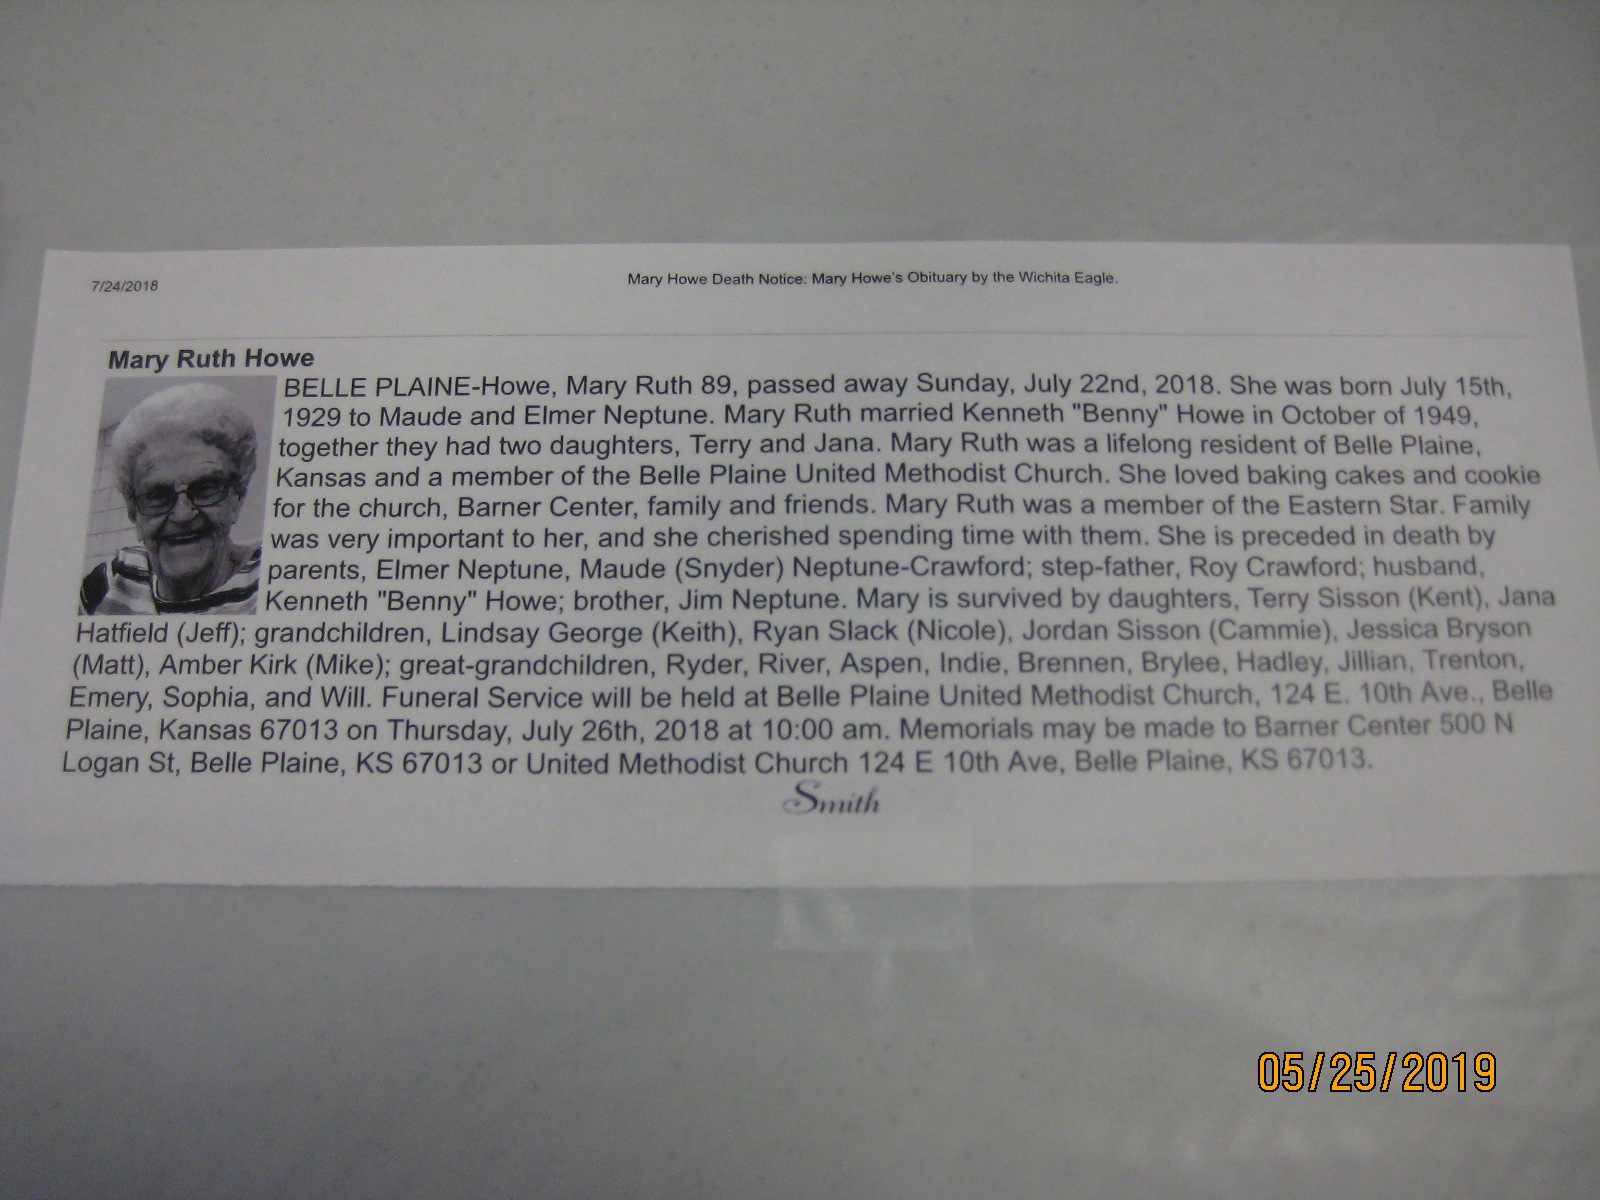 7/24/2018
Mary Howe Death Notice: Mary Howe's Obituary by the Wichita Eagle.
Mary Ruth Howe
BELLE PLAINE-Howe, Mary Ruth 89, passed away Sunday, July 22nd, 2018. She was born July 15th,
1929 to Maude and Elmer Neptune. Mary Ruth married Kenneth "Benny" Howe in October of 1949,
together they had two daughters, Terry and Jana. Mary Ruth was a lifelong resident of Belle Plaine,
Kansas and a member of the Belle Plaine United Methodist Church. She loved baking cakes and cookie
for the church, Barner Center, family and friends. Mary Ruth was a member of the Eastern Star. Family
was very important to her, and she cherished spending time with them. She is preceded in death by
parents, Elmer Neptune, Maude (Snyder) Neptune-Crawford; step-father, Roy Crawford; husband,
Kenneth "Benny" Howe; brother, Jim Neptune. Mary is survived by daughters, Terry Sisson (Kent), Jana
Hatfield (Jeff); grandchildren, Lindsay George (Keith), Ryan Slack (Nicole), Jordan Sisson (Cammie), Jessica Bryson
(Matt), Amber Kirk (Mike); great-grandchildren, Ryder, River, Aspen, Indie, Brennen, Brylee, Hadley, Jillian, Trenton,
Emery, Sophia, and Will. Funeral Service will be held at Belle Plaine United Methodist Church, 124 E. 10th Ave., Belle
Plaine, Kansas 67013 on Thursday, July 26th, 2018 at 10:00 am. Memorials may be made to Barner Center 500 N
Logan St, Belle Plaine, KS 67013 or United Methodist Church 124 E 10th Ave, Belle Plaine, KS 67013.
Smith
05/25/2019